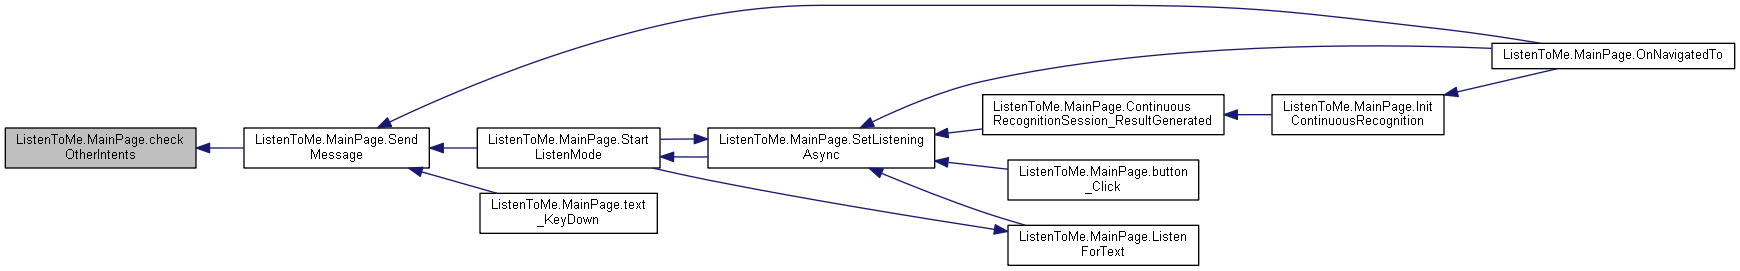 ListenToMe.MainPage.OnNavigatedTo
ListenToMe.MainPage.Continuous
RecognitionSession_ResultGenerated
ListenToMe.MainPage.Init
ContinuousRecognition
ListenToMe.MainPage.check
OtherIntents
ListenToMe.MainPage.Send
Message
ListenToMe.MainPage.Start
ListenMode
ListenToMe.MainPage.SetListening
Async
ListenToMe.MainPage.button
_Click
ListenToMe.MainPage.text
_KeyDown
ListenToMe.MainPage.Listen
ForText